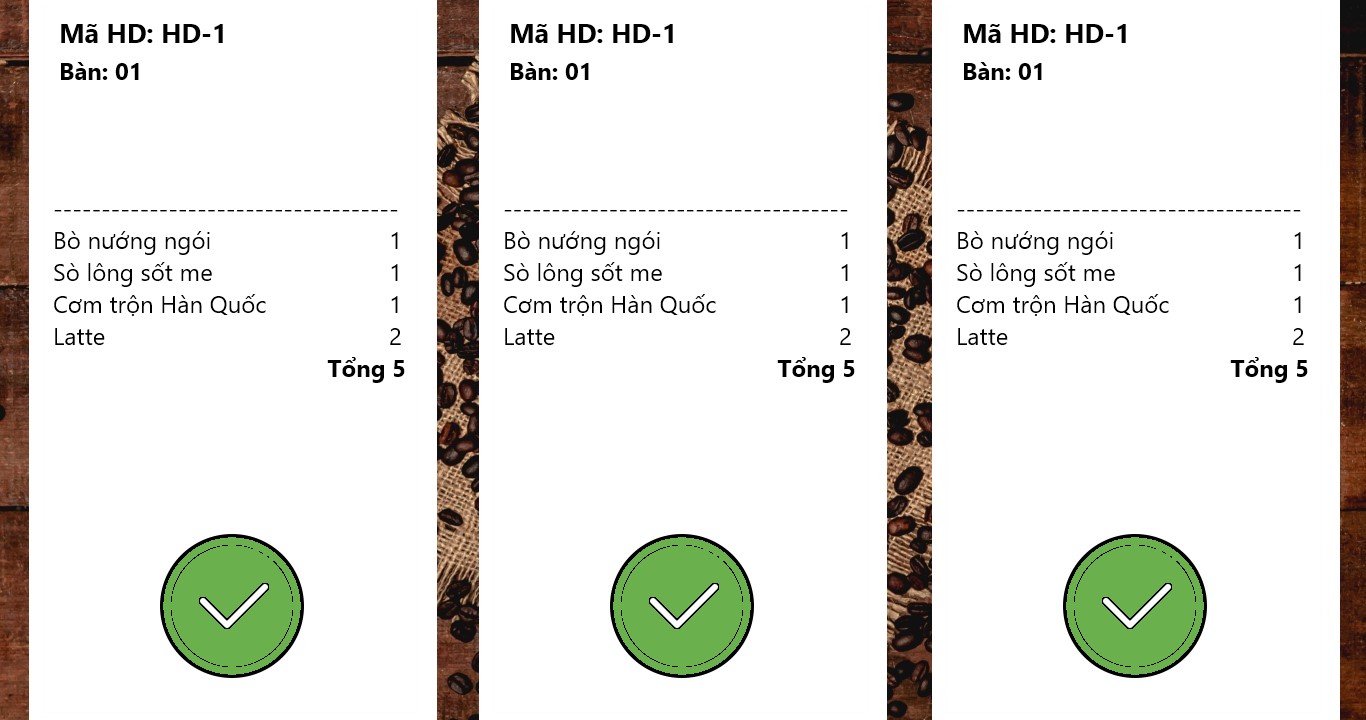 Mã HD: HD-1
Bàn: 01
------------------------------------
Bò nướng ngói 1
Sò lông sốt me 1
Cơm trộn Hàn Quốc 1
Latte 2
Tổng 5
Mã HD: HD-1
Bàn: 01
------------------------------------
Bò nướng ngói 1
Sò lông sốt me 1
Cơm trộn Hàn Quốc 1
Latte 2
Tổng 5
Mã HD: HD-1
Bàn: 01
------------------------------------
Bò nướng ngói 1
Sò lông sốt me 1
Cơm trộn Hàn Quốc 1
Latte 2
Tổng 5